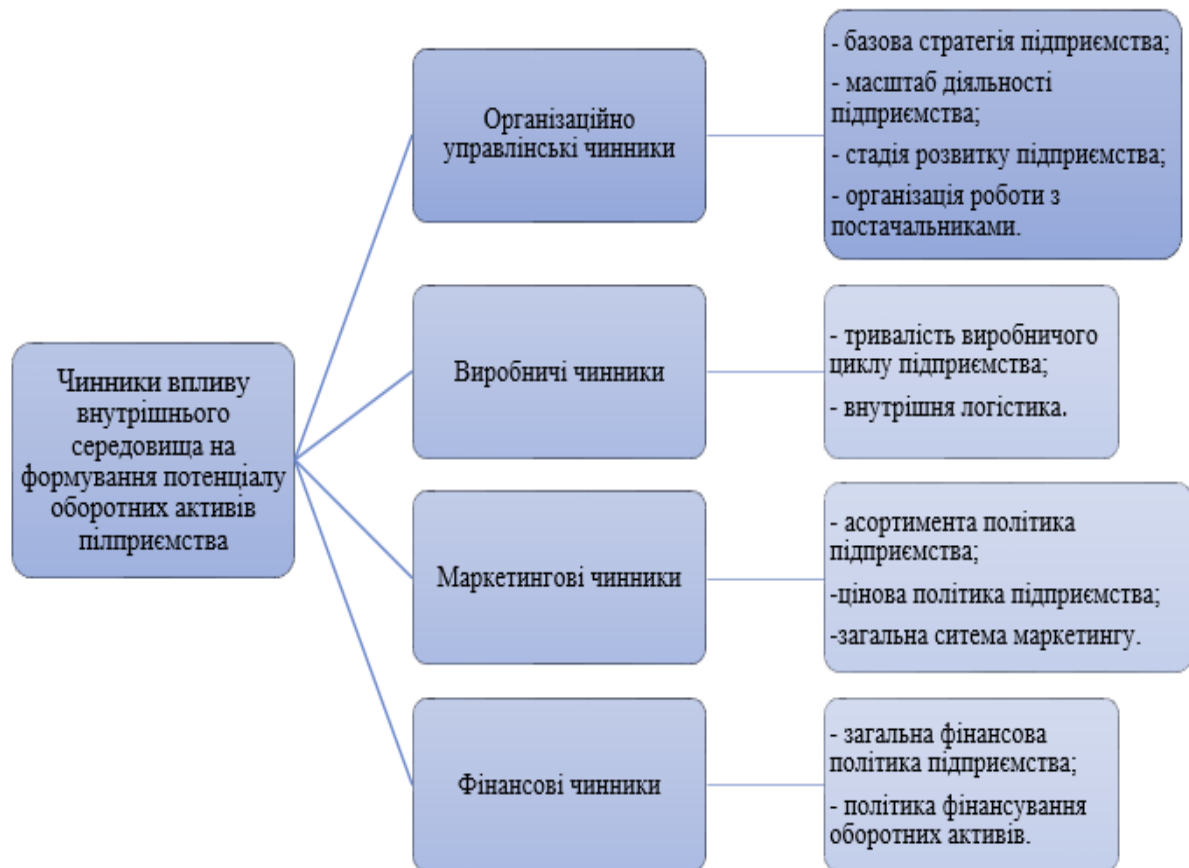 Чинники впливу
внутрішнього
середовища на
формування потенціалу
оборотних активів
пілприємства
Організаційно
управлінські чинники
- базова стратегія підприємства;
- масштаб діяльності
підприємства;
- стадія розвитку підприємства;
- організація роботи з
постачальниками.
Виробничі чинники
- тривалість виробничого
циклу підприємства;
- внутрішня логістика.
Маркетингові чинники
- асортимента політика
підприємства;
-цінова політика підприємства;
-загальна ситема маркетингу.
Фінансові чинники
- загальна фінансова
політика підприємства;
- політика фінансування
оборотних активів.